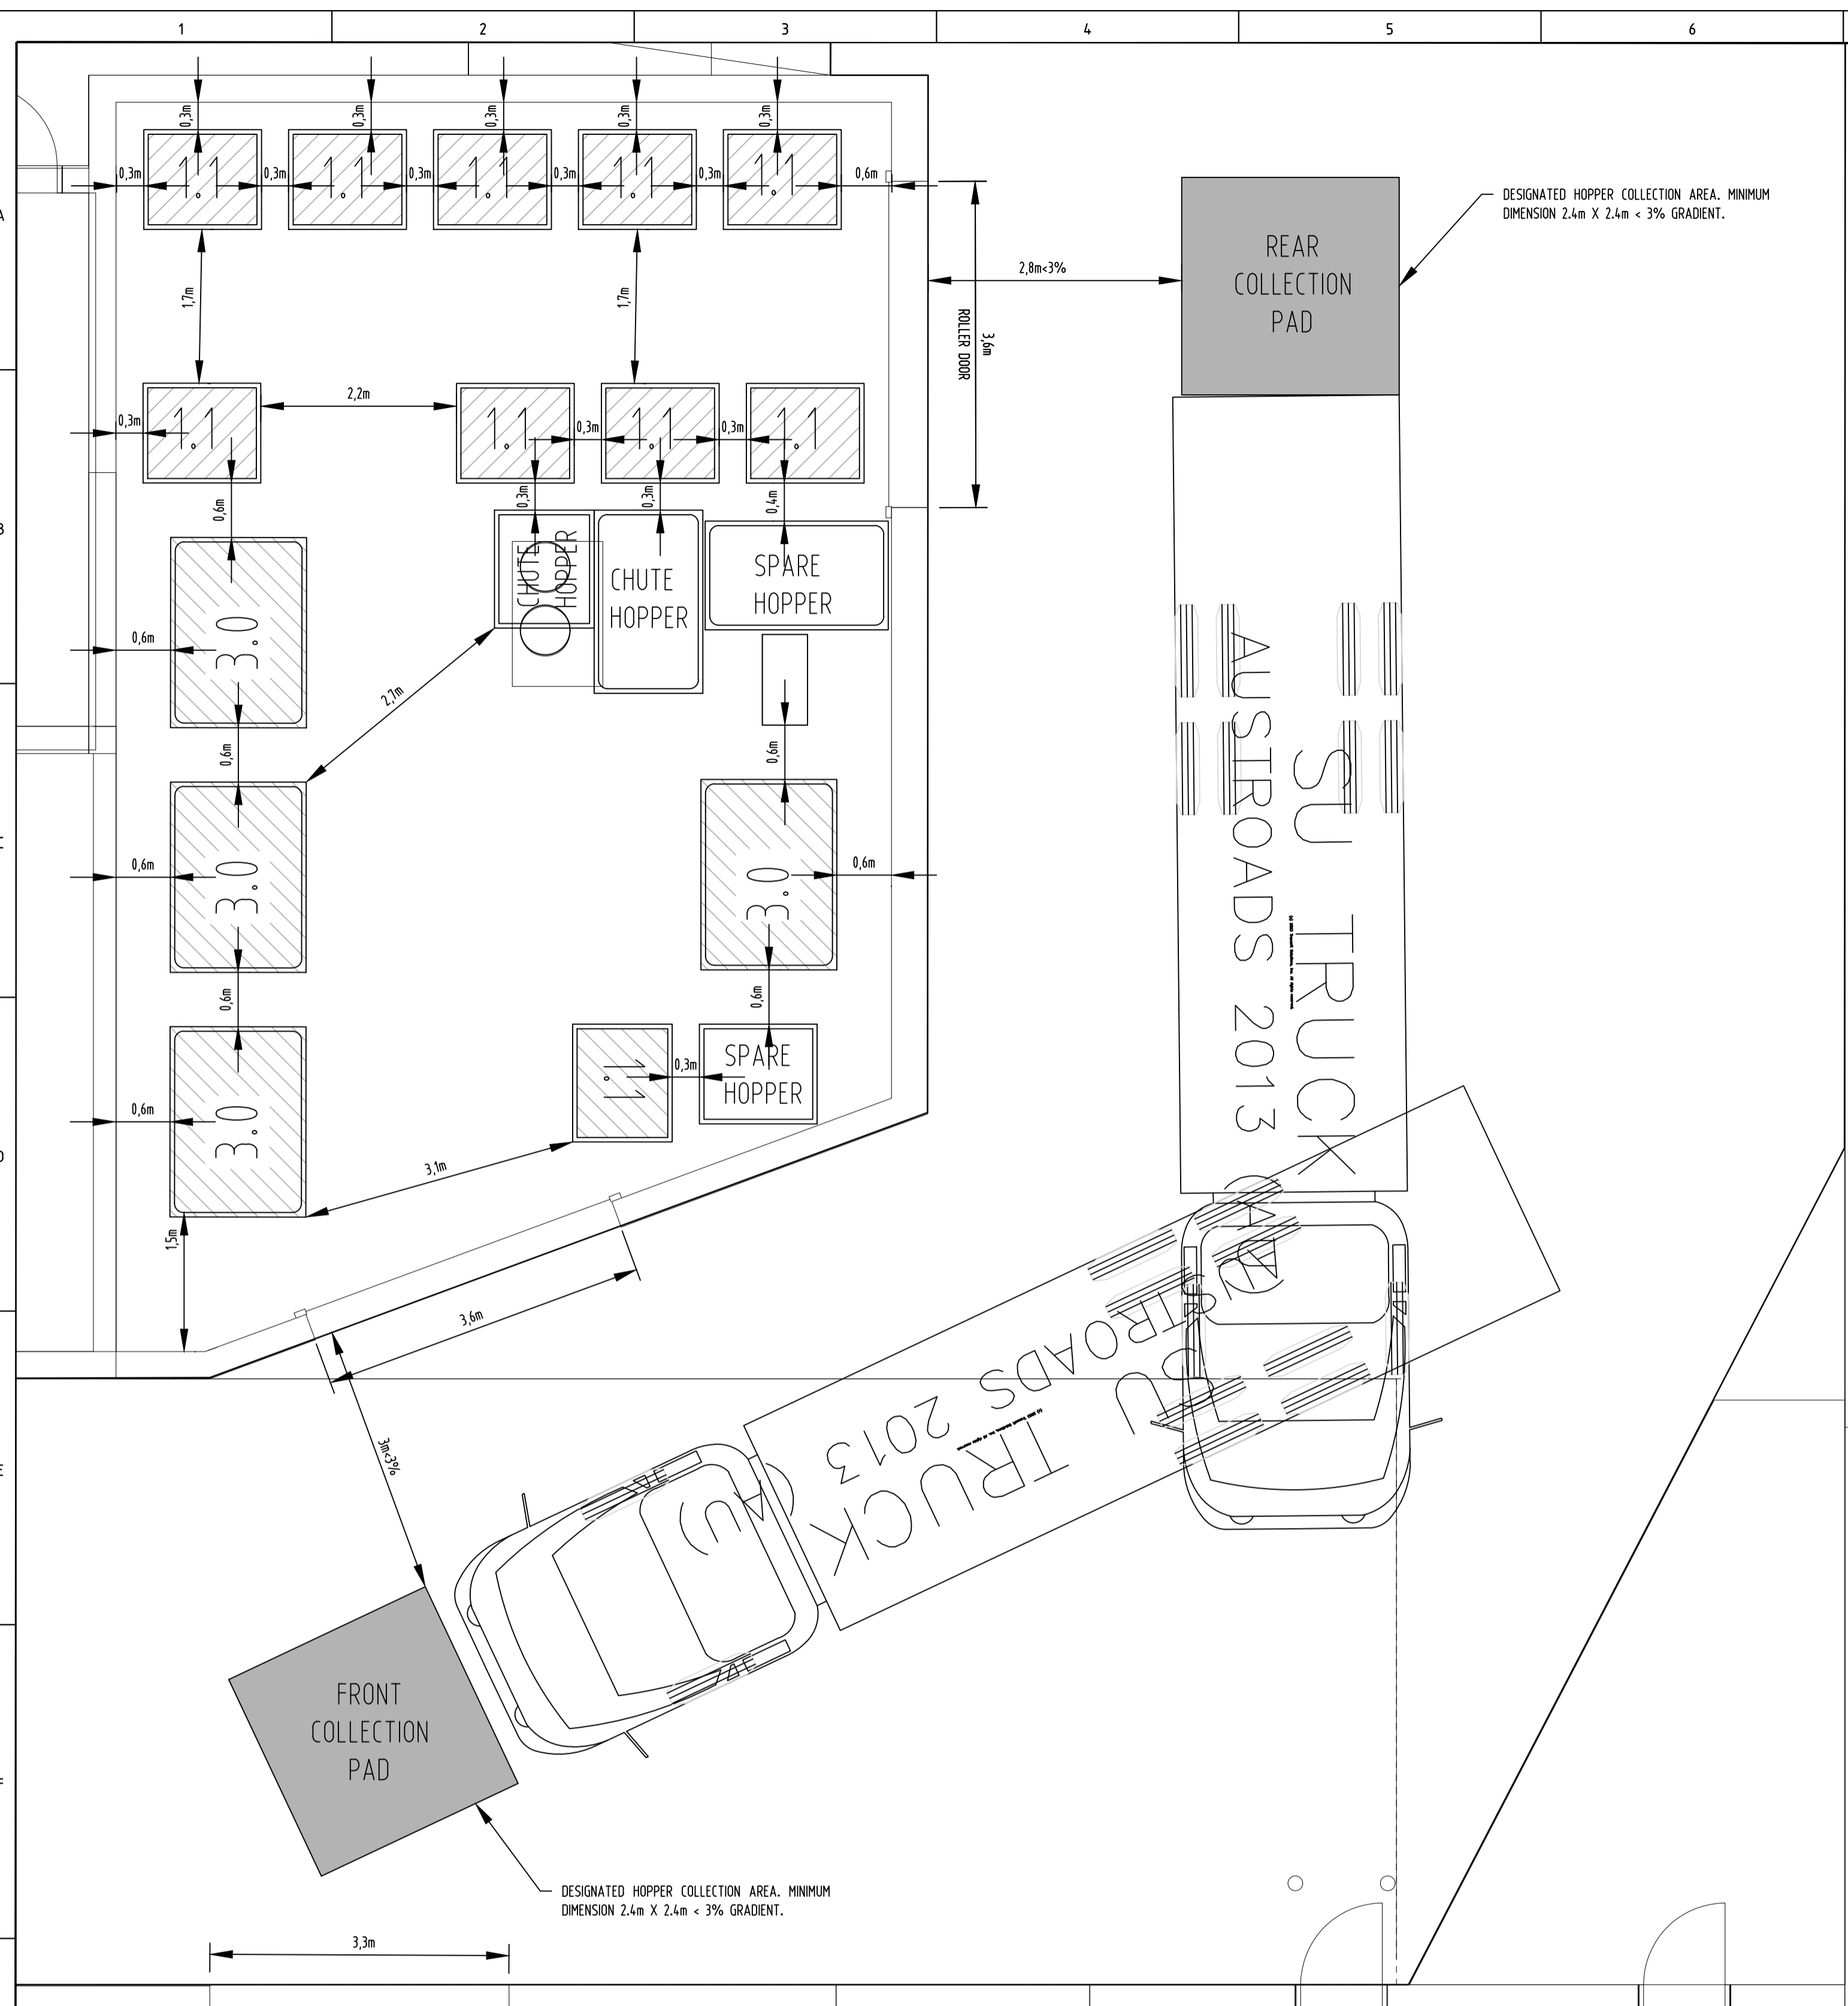 1 2 3 4 5 6
0,3m 0,3m 0,3m 0,3m 0,3m
1.1 1.1 1.1 1.1 1.1
0,3m 0,3m 0,3m 0,3m 0,3m 0,6m
A
DESIGNATED HOPPER COLLECTION AREA. MINIMUM
DIMENSION 2.4m X 2.4m < 3% GRADIENT.
REAR
COLLECTION
PAD
2,8m<3%
1,7m 1,7m
3,6m
ROLLER DOOR
2,2m
0,3m 1.1 1.1 0,3m 1.1 0,3m 1.1
0,6m 0,3m 0,3m 0,4m
B
CHUTE
HOPPER
CHUTE
HOPPER
SPARE
HOPPER
3.0
0,6m
2,7m
0,6m 0,6m
SU TRUCK
AUSTROADS 2013
3.0
0,6m
3.0
0,6m
0,6m 0,6m
1.1
0,3m
SPARE
HOPPER
3.0
0,6m
D
3,1m
1,5m
3,6m
3m<3%
TRUCK
2013
E
FRONT
COLLECTION
PAD
F
DESIGNATED HOPPER COLLECTION AREA. MINIMUM
DIMENSION 2.4m X 2.4m < 3% GRADIENT.
3,3m